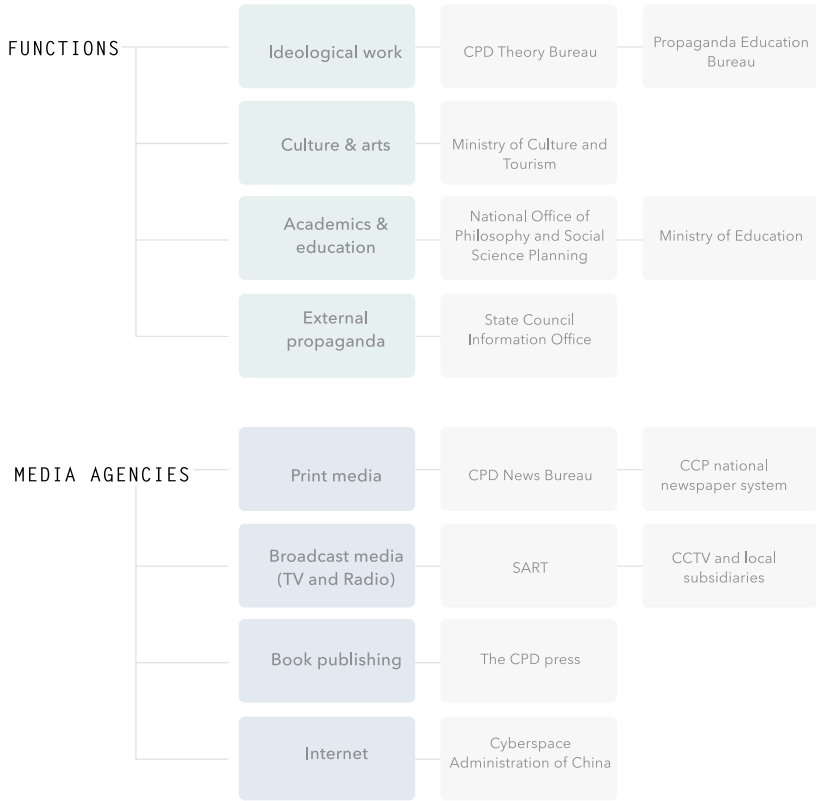 FUNCTIONS
Ideological work
CPD Theory Bureau
Propaganda Education
Bureau
Culture & arts
Ministry of Culture and
Tourism
Academics &
education
National Office of
Philosophy and Social
Science Planning
Ministry of Education
External
propaganda
State Council
Information Office
MEDIA AGENCIES
Print media
CPD News Bureau
CCP national
newspaper system
Broadcast media
(TV and Radio)
SART
CCTV and local
subsidiaries
Book publishing
The CPD press
Internet
Cyberspace
Administration of China